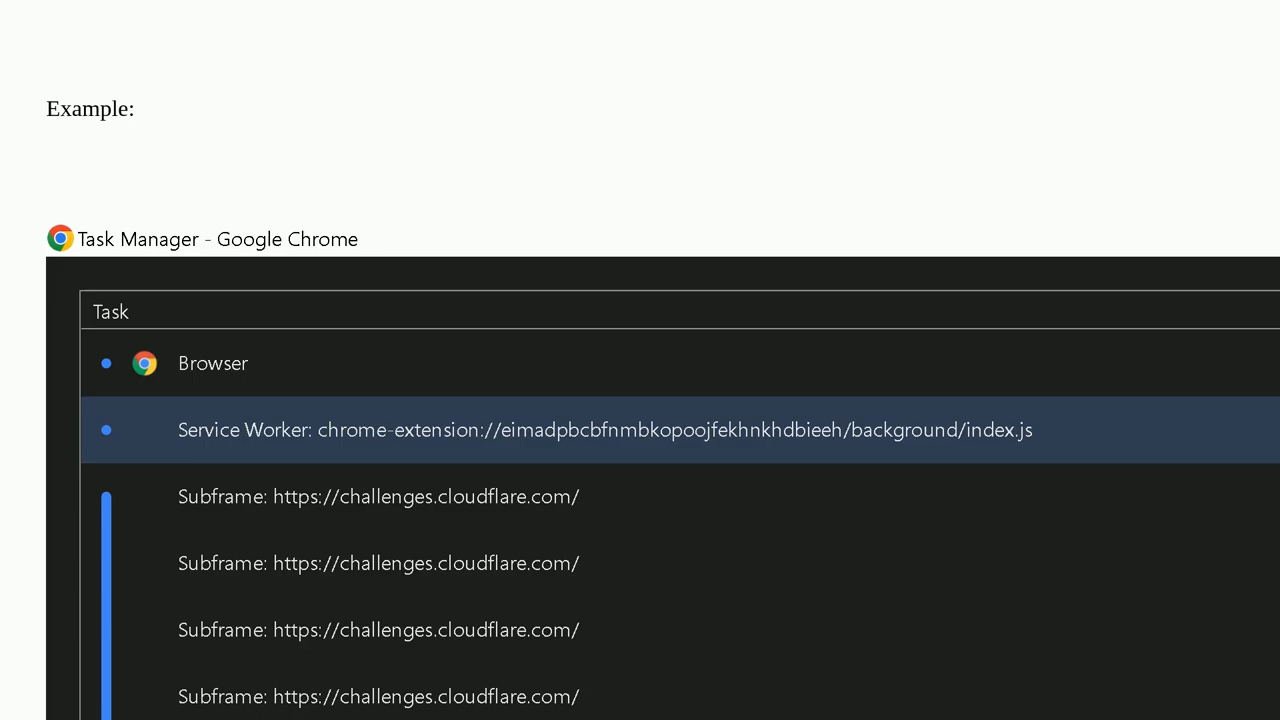 Example:
Task Manager - Google Chrome
Task
Browser
Service Worker: chrome-extension://eimadpbcbfnmbkopoojfekhnkhdbieeh/background/index.js
Subframe: https://challenges.cloudflare.com/
Subframe: https://challenges.cloudflare.com/
Subframe: https://challenges.cloudflare.com/
Subframe: https://challenges.cloudflare.com/